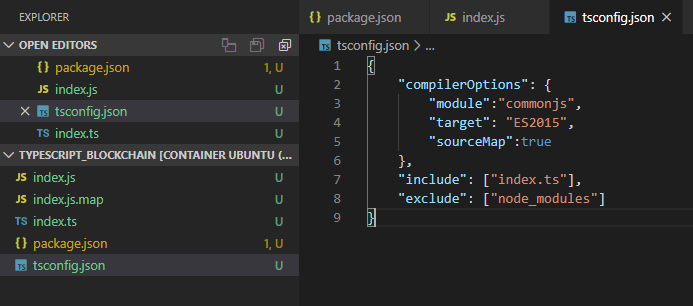 EXPLORER
OPEN EDITORS
package.json 1, U
index.js U
tsconfig.json U
index.ts U
TYPESCRIPT_BLOCKCHAIN [CONTAINER UBUNTU (...
JS index.js U
JS index.js.map U
TS index.ts U
{} package.json 1, U
TS tsconfig.json U
{} package.json JS index.js TS tsconfig.json
TS tsconfig.json > ...
1 {
2 "compilerOptions": {
3 "module":"commonjs",
4 "target": "ES2015",
5 "sourceMap":true
6 },
7 "include": ["index.ts"],
8 "exclude": ["node_modules"]
9 }